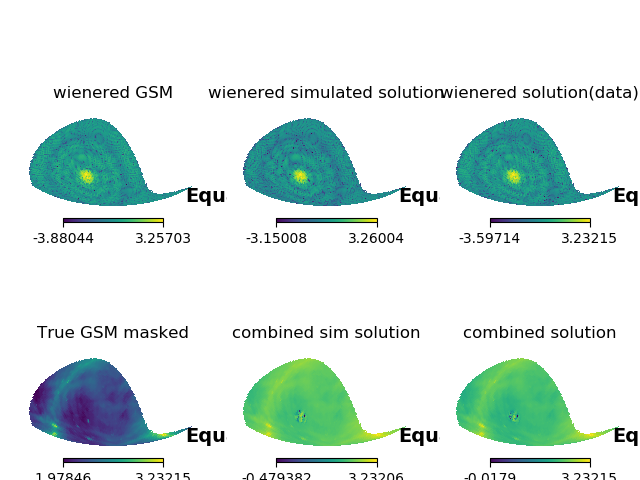 wienered GSM wienered simulated solution wienered solution(data)
Equ Equ Eq
-3.88044 3.25703 -3.15008 3.26004 -3.59714 3.23215
True GSM masked combined sim solution combined solution
Equ Equ Eq
1.97846 3.23215 -0.479382 3.23206 -0.0179 3.23215